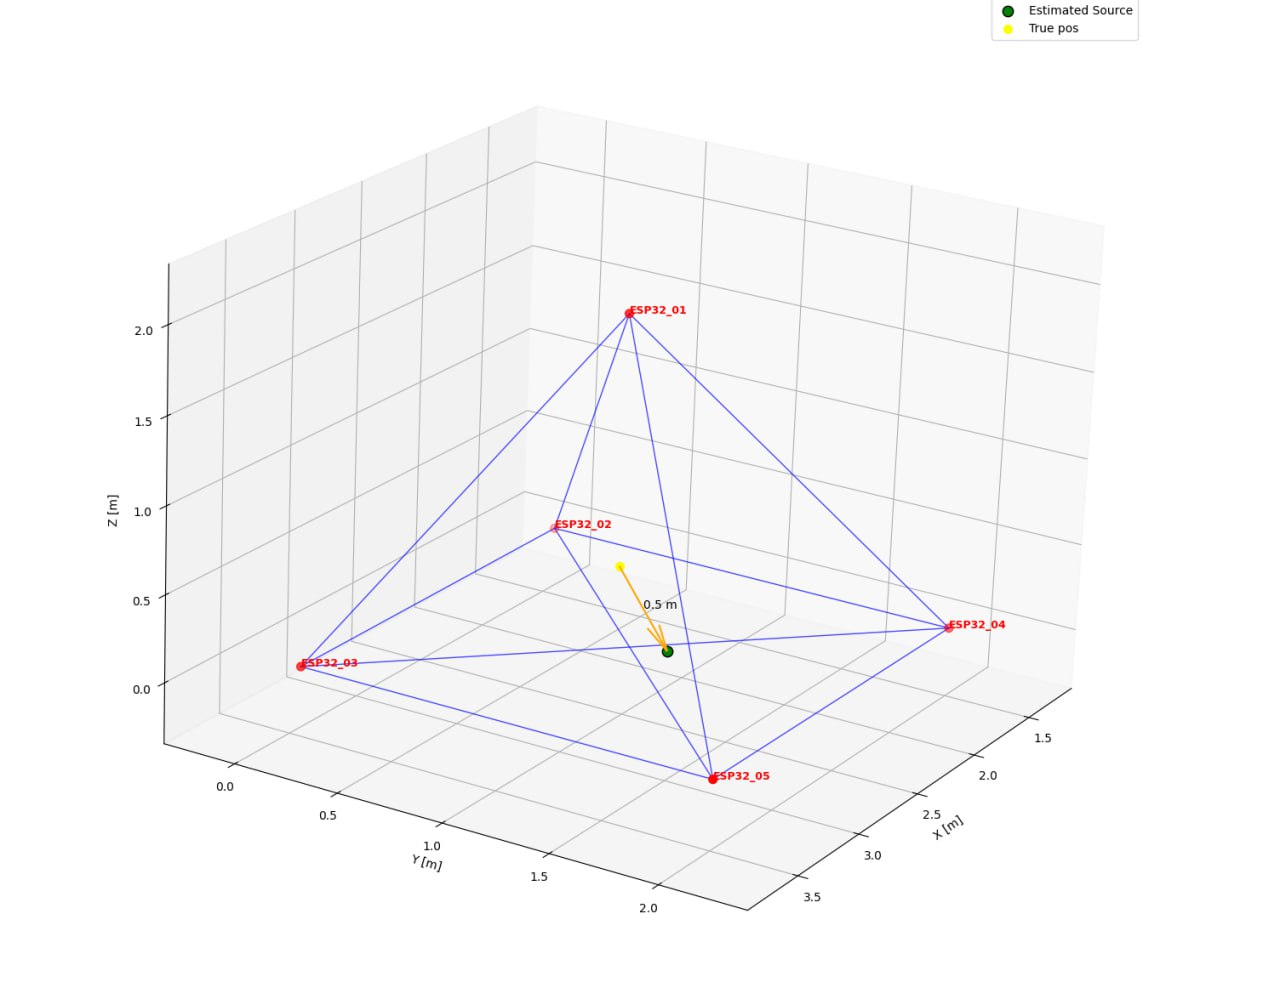 Estimated Source
True pos
ESP32_01
2.0
1.5
Z [m]
1.0
ESP32_02
0.5 m
0.5
ESP32_04
ESP32_03
0.0
ESP32_05
1.5
2.0
2.5
X [m]
3.0
3.5
0.0
0.5
1.0
Y [m]
1.5
2.0